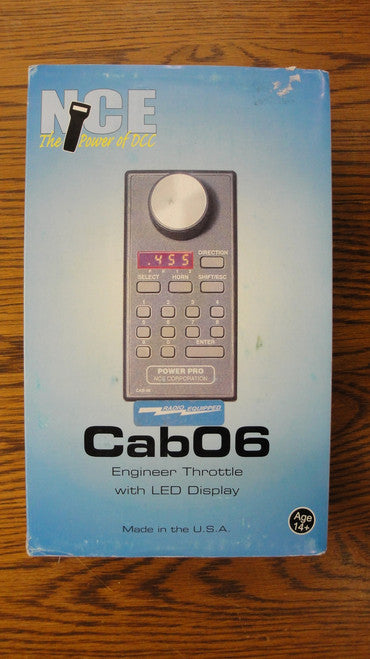 NCE
The Power of DCC
.455
DIRECTION
SELECT HORN SHIFT/ESC
1 2 3 4
ENTER
POWER PRO
NCE CORPORATION
RADIO EQUIPPED
Cab06
Engineer Throttle
with LED Display
Made in the U.S.A.
Age
14+